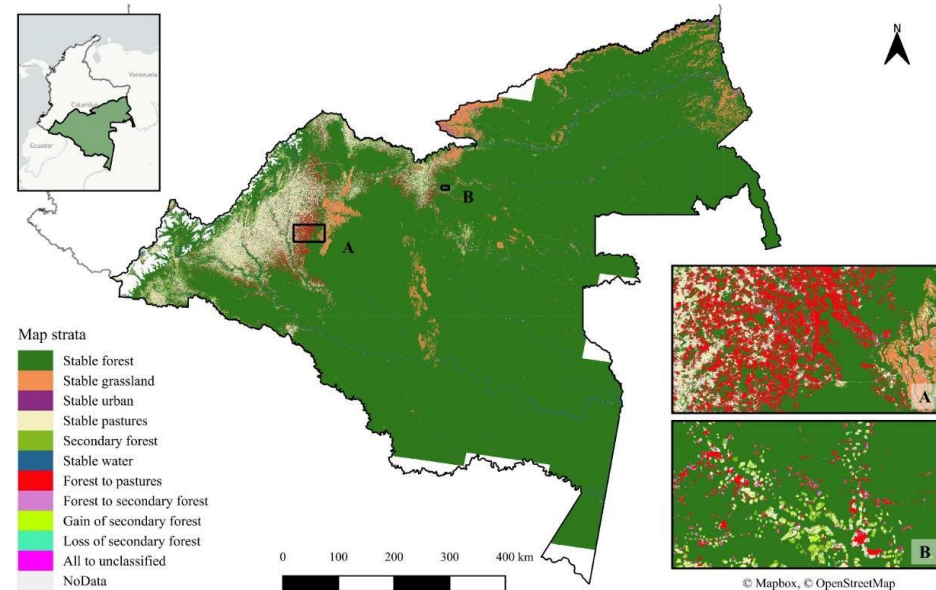 N
Venezuela
Colombia
Ecuador
B
A
Map strata
Stable forest
Stable grassland
Stable urban
Stable pastures
Secondary forest
Stable water
Forest to pastures
Forest to secondary forest
Gain of secondary forest
Loss of secondary forest
All to unclassified
NoData
0 100 200 300 400 km
A
B
© Mapbox, © OpenStreetMap